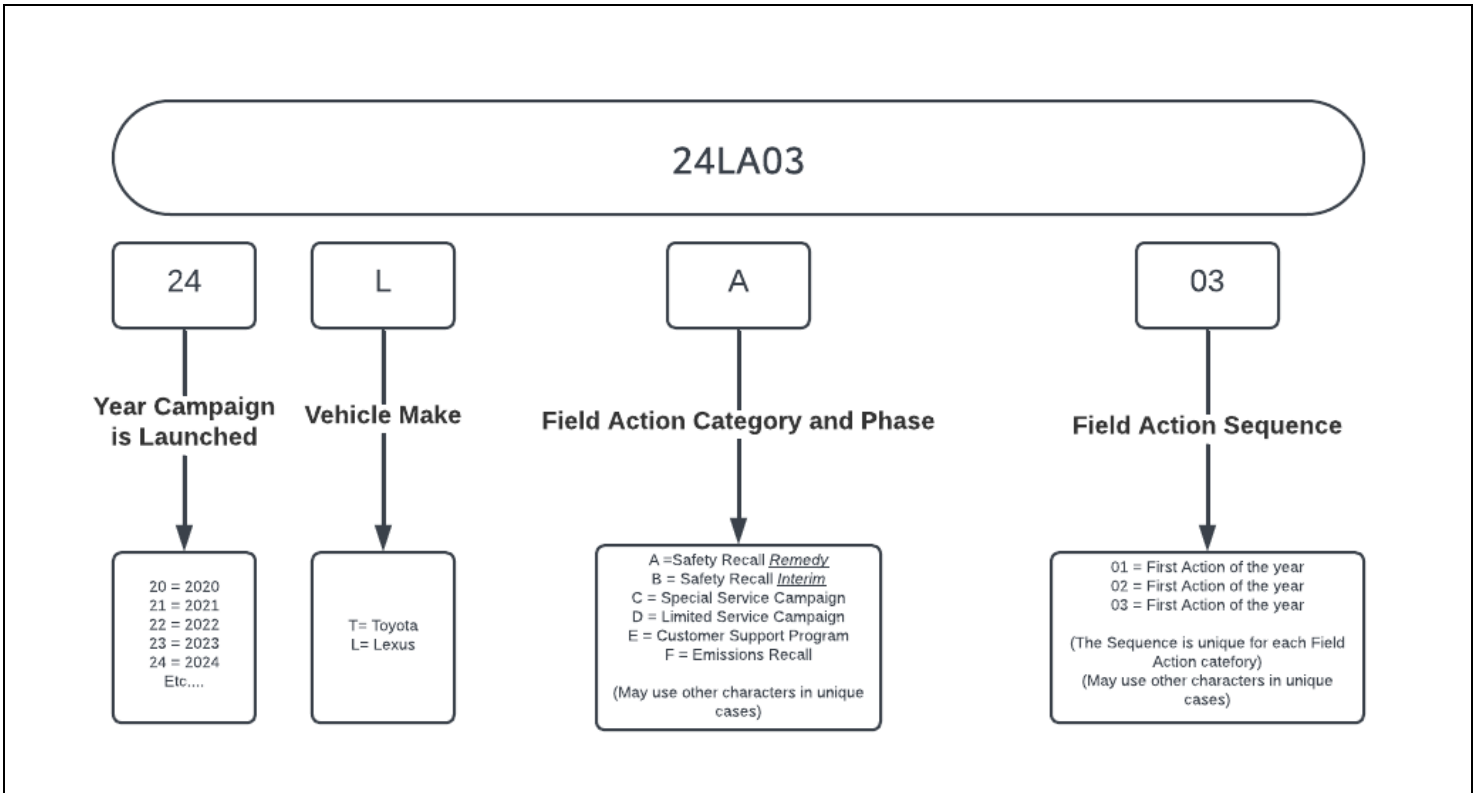 24LA03
24
L
A
03
Year Campaign
is Launched
Vehicle Make
Field Action Category and Phase
Field Action Sequence
20 = 2020
21 = 2021
22 = 2022
23 = 2023
24 = 2024
Etc....
T= Toyota
L= Lexus
A =Safety Recall Remedy
B = Safety Recall Interim
C = Special Service Campaign
D = Limited Service Campaign
E = Customer Support Program
F = Emissions Recall
(May use other characters in unique
cases)
01 = First Action of the year
02 = First Action of the year
03 = First Action of the year
(The Sequence is unique for each Field
Action catefory)
(May use other characters in unique
cases)